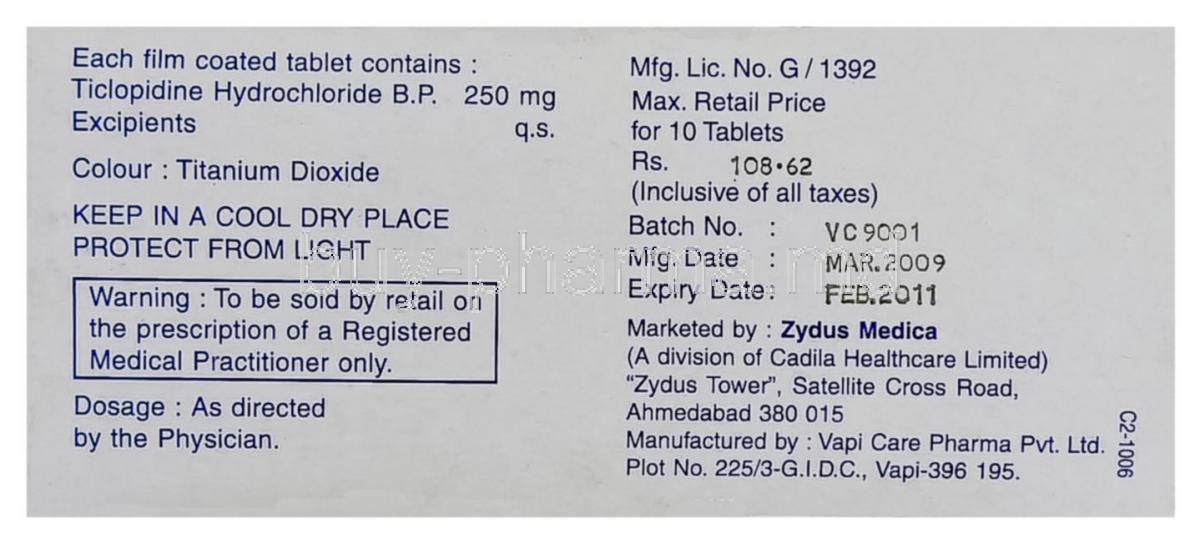 Each film coated tablet contains :
Ticlopidine Hydrochloride B.P. 250 mg
Excipients q.s.
Colour : Titanium Dioxide
KEEP IN A COOL DRY PLACE
PROTECT FROM LIGHT
Warning : To be sold by retail on
the prescription of a Registered
Medical Practitioner only.
Dosage : As directed
by the Physician.
Mfg. Lic. No. G / 1392
Max. Retail Price
for 10 Tablets
Rs. 108.62
(Inclusive of all taxes)
Batch No. : VC9001
Mfg. Date : MAR.2009
Expiry Date : FEB.2011
Marketed by : Zydus Medica
(A division of Cadila Healthcare Limited)
“Zydus Tower”, Satellite Cross Road,
Ahmedabad 380 015
Manufactured by : Vapi Care Pharma Pvt. Ltd.
Plot No. 225/3-G.I.D.C., Vapi-396 195.
C2-1006
buy-pharma.md